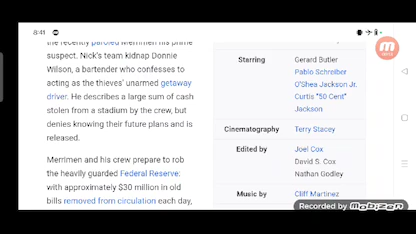 8:41
the recently paroled Merrimen his prime
suspect. Nick's team kidnap Donnie
Wilson, a bartender who confesses to
acting as the thieves' unarmed getaway
driver. He describes a large sum of cash
stolen from a stadium by the crew, but
denies knowing their future plans and is
released.
Merrimen and his crew prepare to rob
the heavily guarded Federal Reserve:
with approximately $30 million in old
bills removed from circulation each day,
Starring
Gerard Butler
Pablo Schreiber
O'Shea Jackson Jr.
Curtis "50 Cent"
Jackson
Cinematography
Terry Stacey
Edited by
Joel Cox
David S. Cox
Nathan Godley
Music by
Cliff Martinez
Recorded by Mobizen